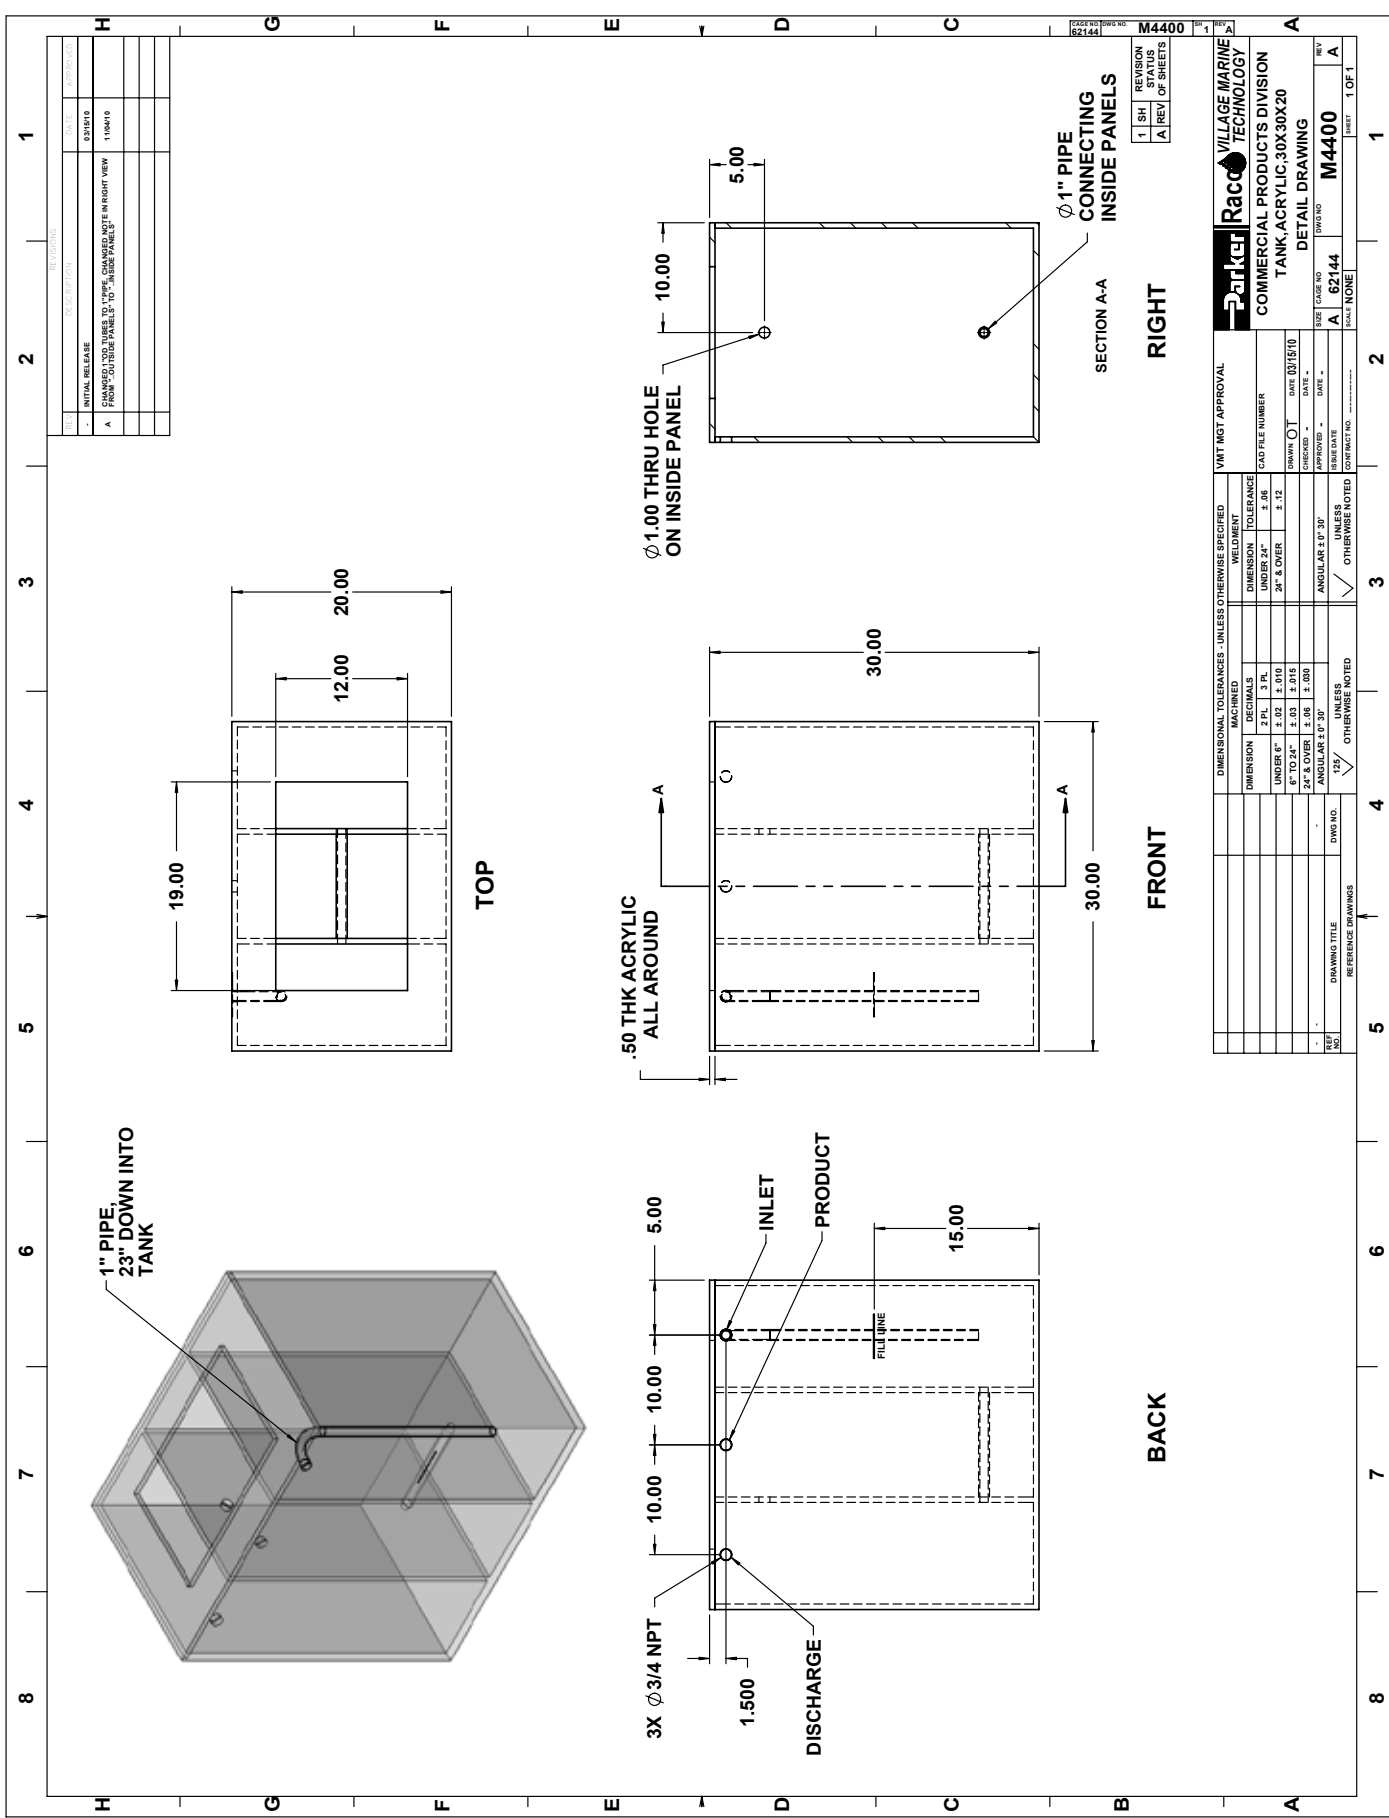 8 7 6 5 4 3 2 1
H
G
F
E
D
C
B
A
REVISIONS
REV DESCRIPTION DATE APPROVED
- INITIAL RELEASE 03/15/10
A CHANGED 1"OD TUBES TO 1"PIPE, CHANGED NOTE IN RIGHT VIEW 11/04/10
FROM "...OUTSIDE PANELS" TO "...INSIDE PANELS"
1" PIPE,
23" DOWN INTO
TANK
19.00
12.00
20.00
TOP
3X Ø3/4 NPT
10.00
10.00
5.00
1.500
DISCHARGE
INLET
PRODUCT
FILL LINE
15.00
BACK
.50 THK ACRYLIC
ALL AROUND
A
A
30.00
30.00
FRONT
Ø1.00 THRU HOLE
ON INSIDE PANEL
10.00
5.00
Ø1" PIPE
CONNECTING
INSIDE PANELS
SECTION A-A
RIGHT
CAGE NO. 62144 DWG NO. M4400 SH 1 REV A
1 SH REVISION
STATUS
A REV OF SHEETS
REF NO. DRAWING TITLE DWG NO.
REFERENCE DRAWINGS
DIMENSIONAL TOLERANCES - UNLESS OTHERWISE SPECIFIED
MACHINED WELDMENT
DIMENSION DECIMALS DIMENSION TOLERANCE
2 PL 3 PL UNDER 24" ± .06
UNDER 6" ± .02 ± .010 24" & OVER ± .12
6" TO 24" ± .03 ± .015
24" & OVER ± .06 ± .030
ANGULAR ± 0° 30' ANGULAR ± 0° 30'
125 UNLESS OTHERWISE NOTED UNLESS OTHERWISE NOTED
VMT MGT APPROVAL
CAD FILE NUMBER
DRAWN OT DATE 03/15/10
CHECKED - DATE -
APPROVED - DATE -
ISSUE DATE
CONTRACT NO. ----------
Parker Raco VILLAGE MARINE
TECHNOLOGY
COMMERCIAL PRODUCTS DIVISION
TANK,ACRYLIC,30X30X20
DETAIL DRAWING
SIZE A CAGE NO 62144 DWG NO M4400 REV A
SCALE NONE SHEET 1 OF 1
8 7 6 5 4 3 2 1